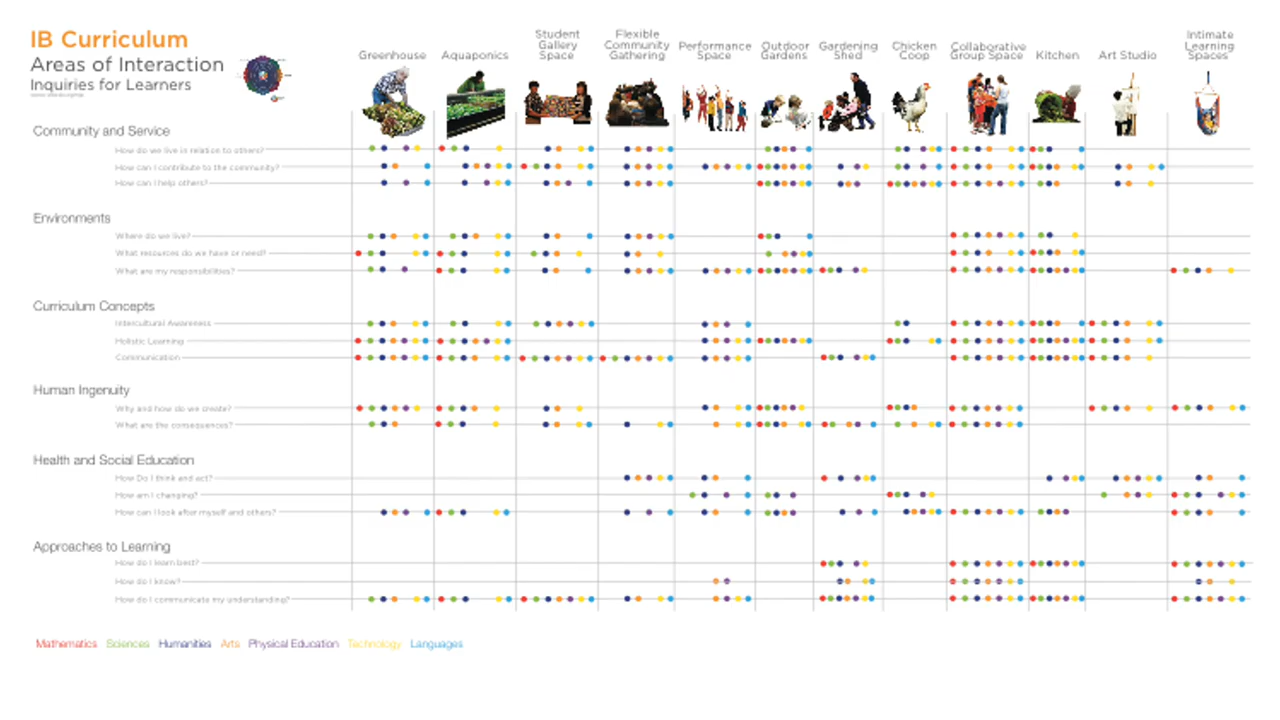 IB Curriculum
Areas of Interaction
Inquiries for Learners
Greenhouse
Aquaponics
Student
Gallery
Space
Flexible
Community
Gathering
Performance
Space
Outdoor
Gardens
Gardening
Shed
Chicken
Coop
Collaborative
Group Space
Kitchen
Art Studio
Intimate
Learning
Spaces
Community and Service
How do we live in relation to others?
How can I contribute to the community?
How can I help others?
Environments
Where do we live?
What resources do we have or need?
What are my responsibilities?
Curriculum Concepts
Intercultural Awareness
Holistic Learning
Communication
Human Ingenuity
Why and how do we create?
What are the consequences?
Health and Social Education
How Do I think and act?
How am I changing?
How can I look after myself and others?
Approaches to Learning
How do I learn best?
How do I know?
How do I communicate my understanding?
Mathematics Sciences Humanities Arts Physical Education Technology Languages